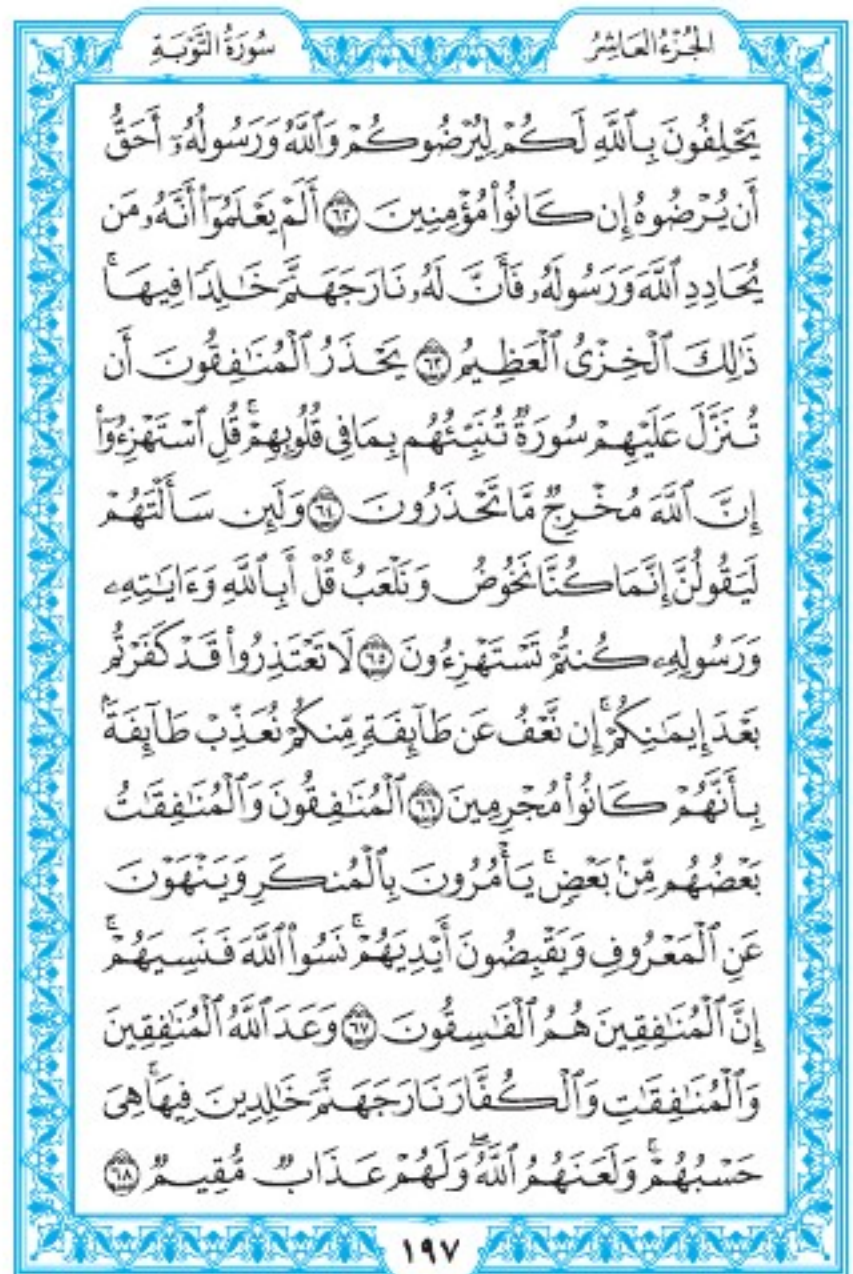 الجُزْءُ العَاشِرُ
سُورَةُ التَّوْبَةِ
يَحْلِفُونَ بِٱللَّهِ لَكُمْ لِيُرْضُوكُمْ وَٱللَّهُ وَرَسُولُهُۥٓ أَحَقُّ
أَن يُرْضُوهُ إِن كَانُوا۟ مُؤْمِنِينَ ٦٢ أَلَمْ يَعْلَمُوٓا۟ أَنَّهُۥ مَن
يُحَادِدِ ٱللَّهَ وَرَسُولَهُۥ فَأَنَّ لَهُۥ نَارَ جَهَنَّمَ خَٰلِدًا فِيهَا ۚ
ذَٰلِكَ ٱلْخِزْىُ ٱلْعَظِيمُ ٦٣ يَحْذَرُ ٱلْمُنَٰفِقُونَ أَن
تُنَزَّلَ عَلَيْهِمْ سُورَةٌ تُنَبِّئُهُم بِمَا فِى قُلُوبِهِمْ ۚ قُلِ ٱسْتَهْزِءُوٓا۟
إِنَّ ٱللَّهَ مُخْرِجٌ مَّا تَحْذَرُونَ ٦٤ وَلَئِن سَأَلْتَهُمْ
لَيَقُولُنَّ إِنَّمَا كُنَّا نَخُوضُ وَنَلْعَبُ ۚ قُلْ أَبِٱللَّهِ وَءَايَٰتِهِۦ
وَرَسُولِهِۦ كُنتُمْ تَسْتَهْزِءُونَ ٦٥ لَا تَعْتَذِرُوا۟ قَدْ كَفَرْتُم
بَعْدَ إِيمَٰنِكُمْ ۚ إِن نَّعْفُ عَن طَآئِفَةٍ مِّنكُمْ نُعَذِّبْ طَآئِفَةًۢ
بِأَنَّهُمْ كَانُوا۟ مُجْرِمِينَ ٦٦ ٱلْمُنَٰفِقُونَ وَٱلْمُنَٰفِقَٰتُ
بَعْضُهُم مِّنۢ بَعْضٍ ۚ يَأْمُرُونَ بِٱلْمُنكَرِ وَيَنْهَوْنَ
عَنِ ٱلْمَعْرُوفِ وَيَقْبِضُونَ أَيْدِيَهُمْ ۚ نَسُوا۟ ٱللَّهَ فَنَسِيَهُمْ ۗ
إِنَّ ٱلْمُنَٰفِقِينَ هُمُ ٱلْفَٰسِقُونَ ٦٧ وَعَدَ ٱللَّهُ ٱلْمُنَٰفِقِينَ
وَٱلْمُنَٰفِقَٰتِ وَٱلْكُفَّارَ نَارَ جَهَنَّمَ خَٰلِدِينَ فِيهَا ۚ هِىَ
حَسْبُهُمْ ۚ وَلَعَنَهُمُ ٱللَّهُ ۖ وَلَهُمْ عَذَابٌ مُّقِيمٌ ٦٨
١٩٧